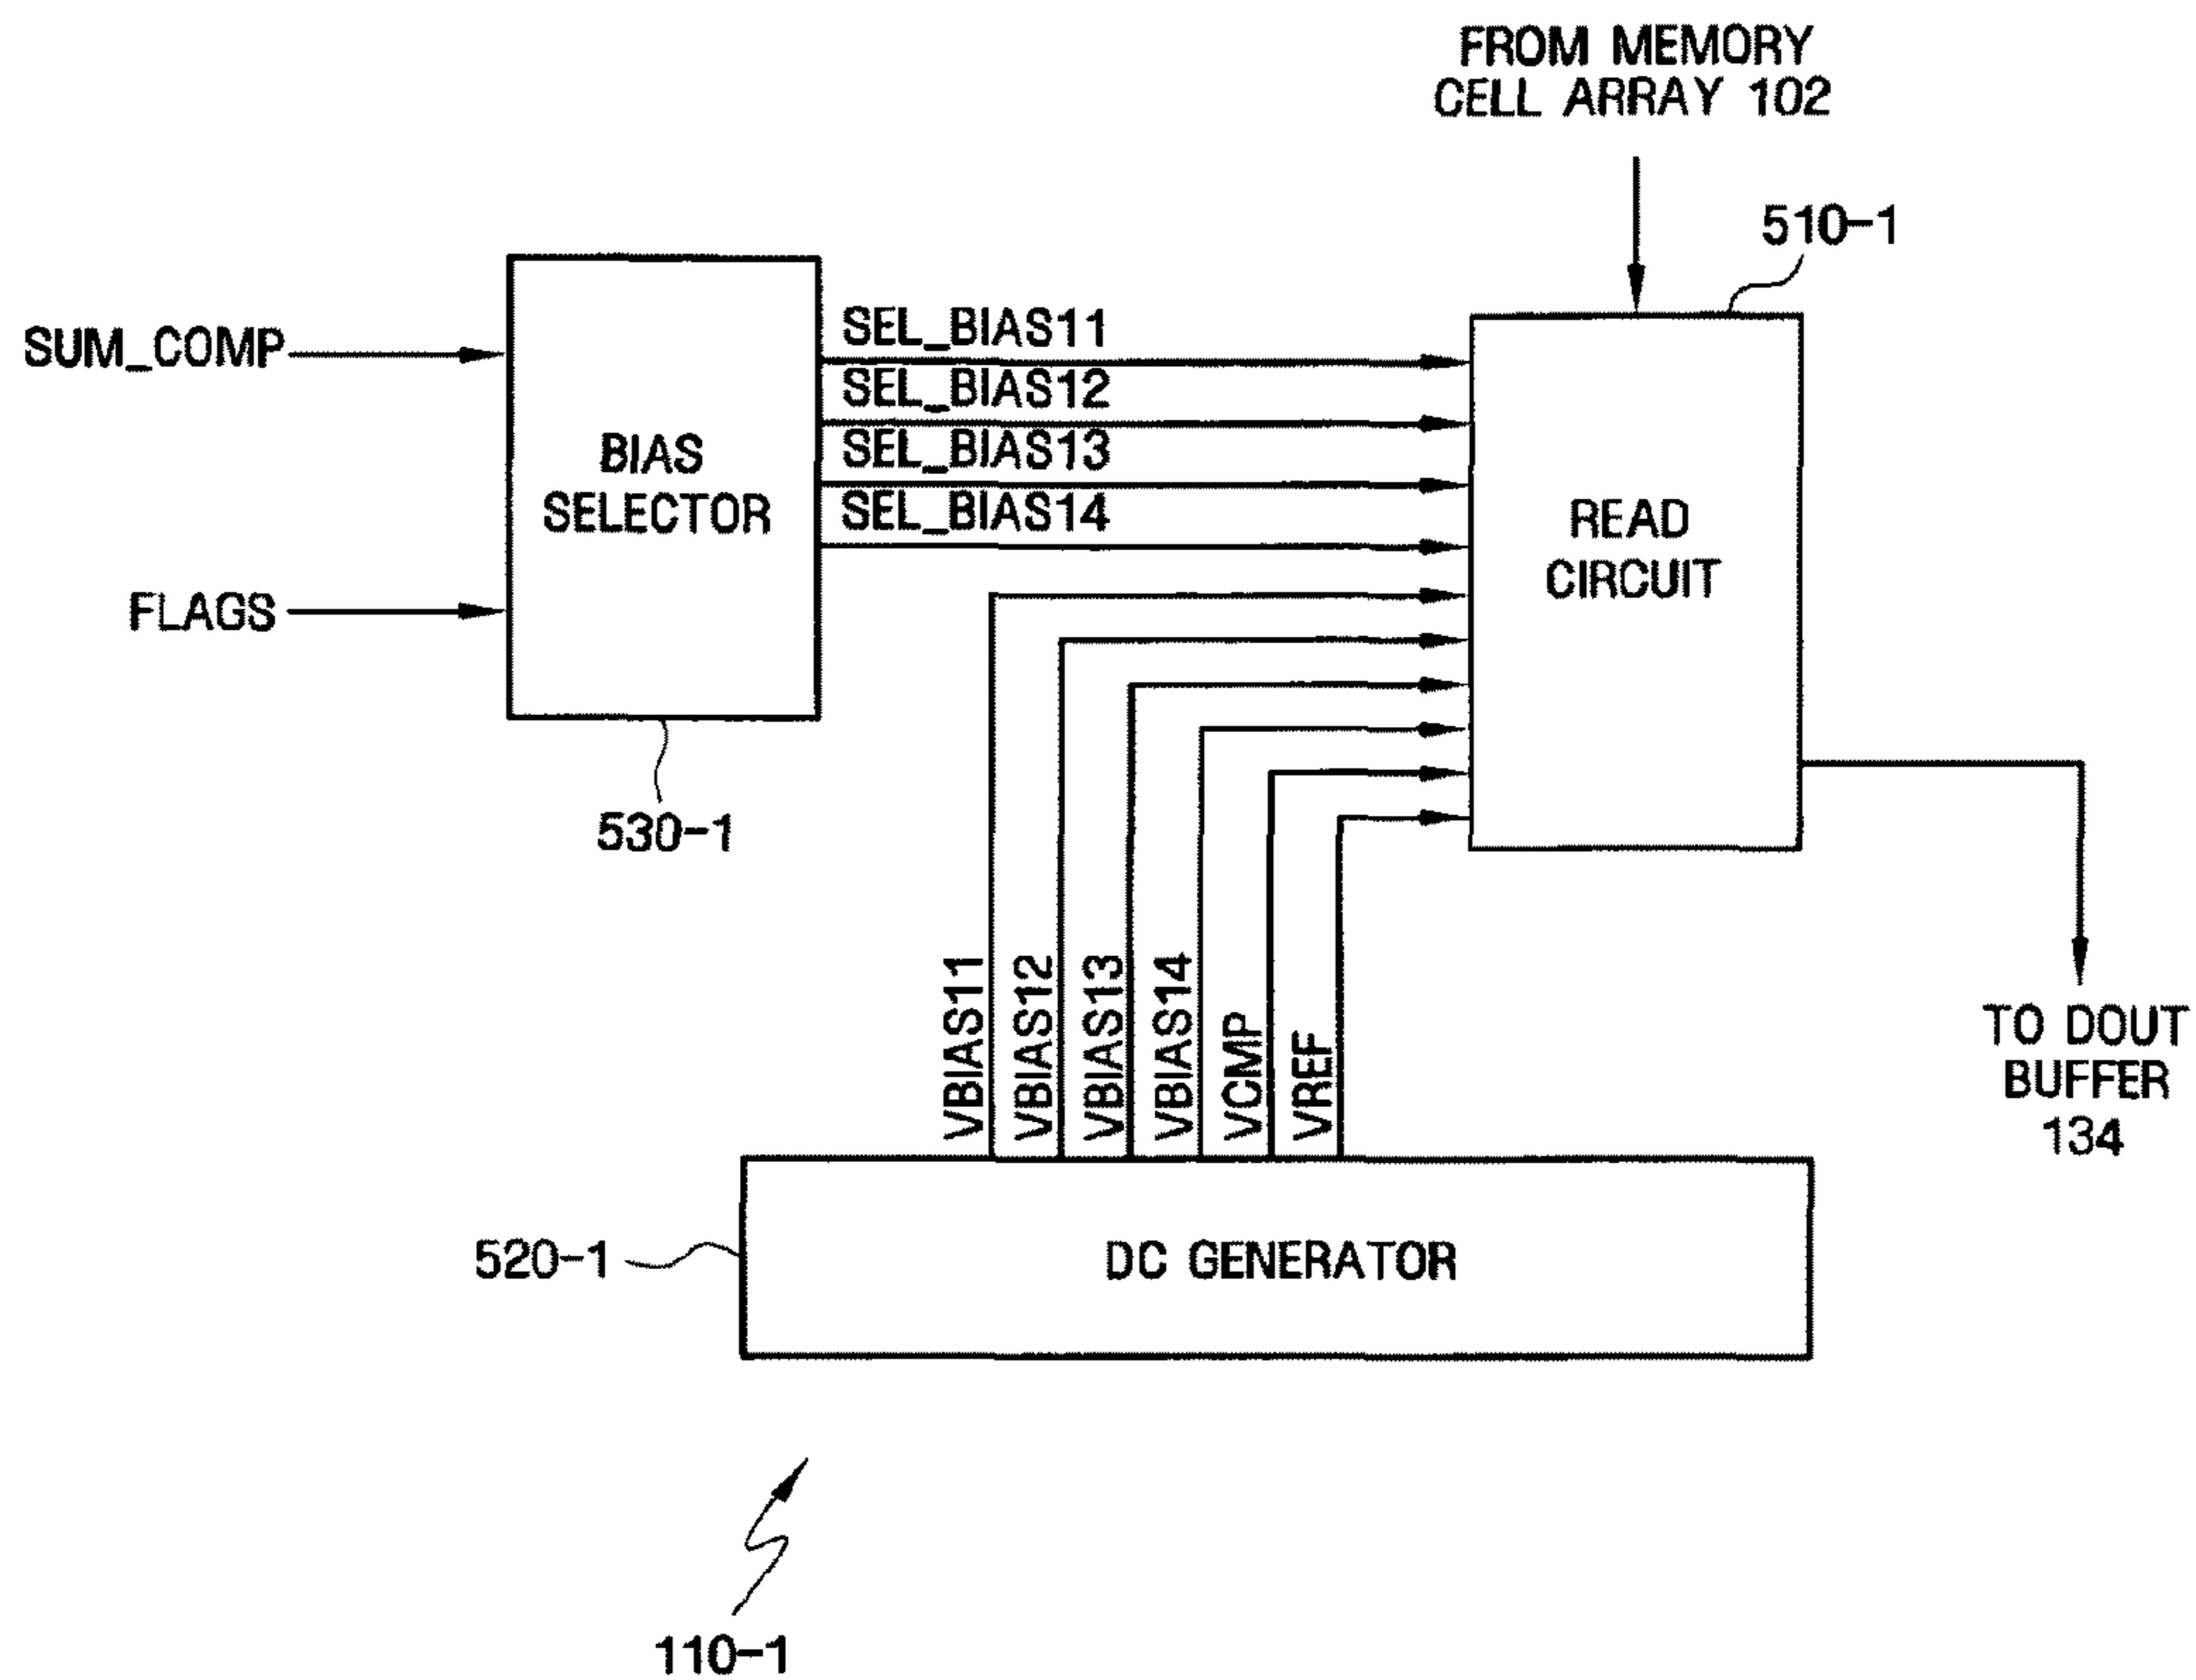 FROM MEMORY
CELL ARRAY 102
510-1
SUM_COMP
FLAGS
BIAS
SELECTOR
530-1
SEL_BIAS11
SEL_BIAS12
SEL_BIAS13
SEL_BIAS14
READ
CIRCUIT
VBIAS11
VBIAS12
VBIAS13
VBIAS14
VCMP
VREF
TO DOUT
BUFFER
134
520-1
DC GENERATOR
110-1